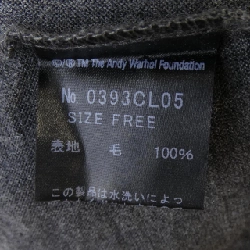 ©/® TM The Andy Warhol Foundation
№ 0393CL05
SIZE FREE
表地 毛 100%
この製品は水洗いによっ